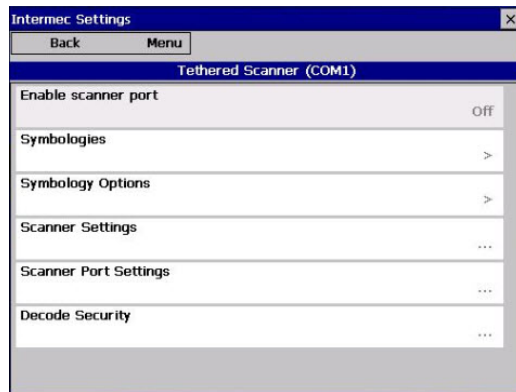 Intermec Settings
Back Menu
Tethered Scanner (COM1)
Enable scanner port
Off
Symbologies
>
Symbology Options
>
Scanner Settings
...
Scanner Port Settings
...
Decode Security
...